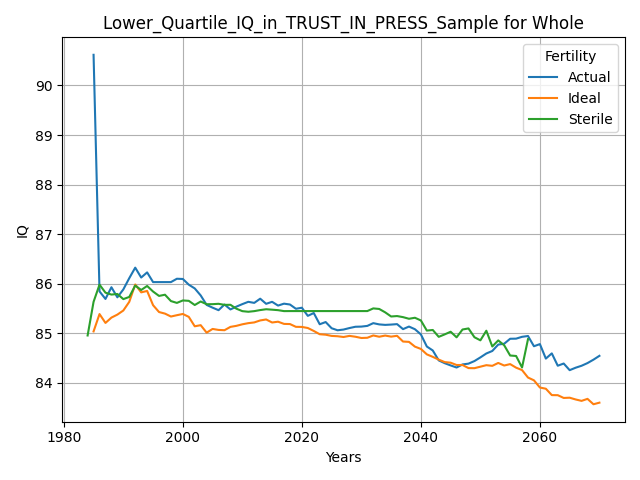 Lower_Quartile_IQ_in_TRUST_IN_PRESS_Sample for Whole
Fertility
Actual
Ideal
Sterile
IQ
90
89
88
87
86
85
84
1980
2000
2020
2040
2060
Years